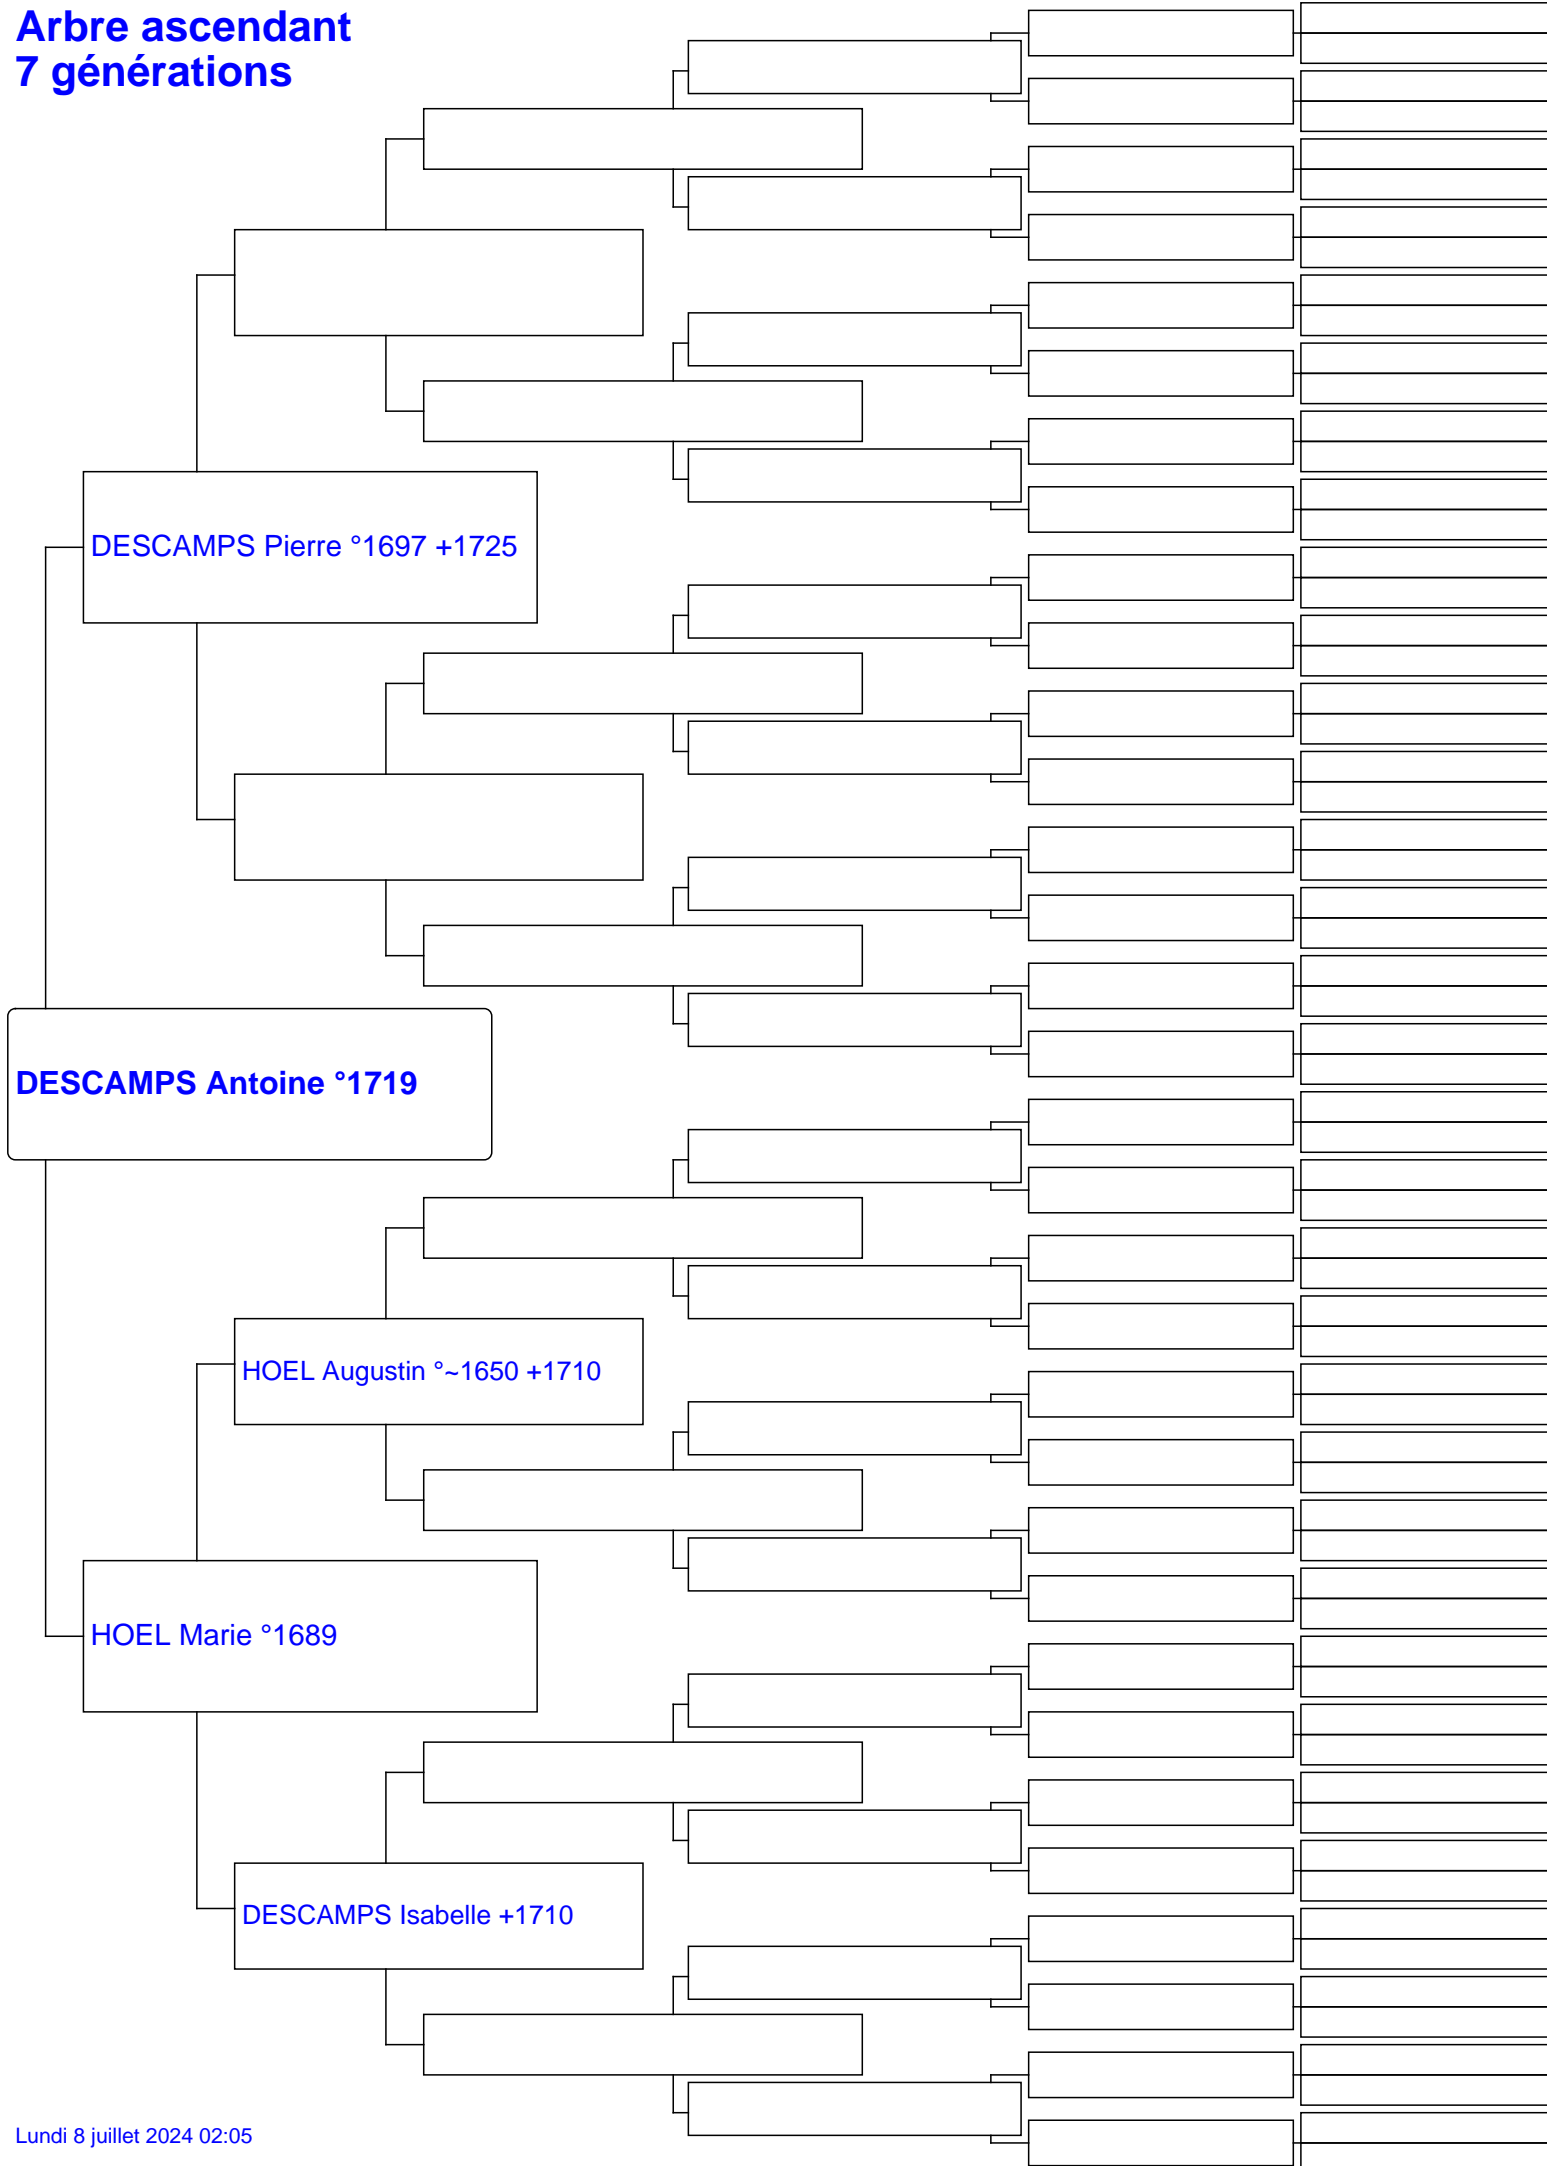 Arbre ascendant
7 générations
DESCAMPS Pierre °1697 +1725
DESCAMPS Antoine °1719
HOEL Augustin °~1650 +1710
HOEL Marie °1689
DESCAMPS Isabelle +1710
Lundi 8 juillet 2024 02:05